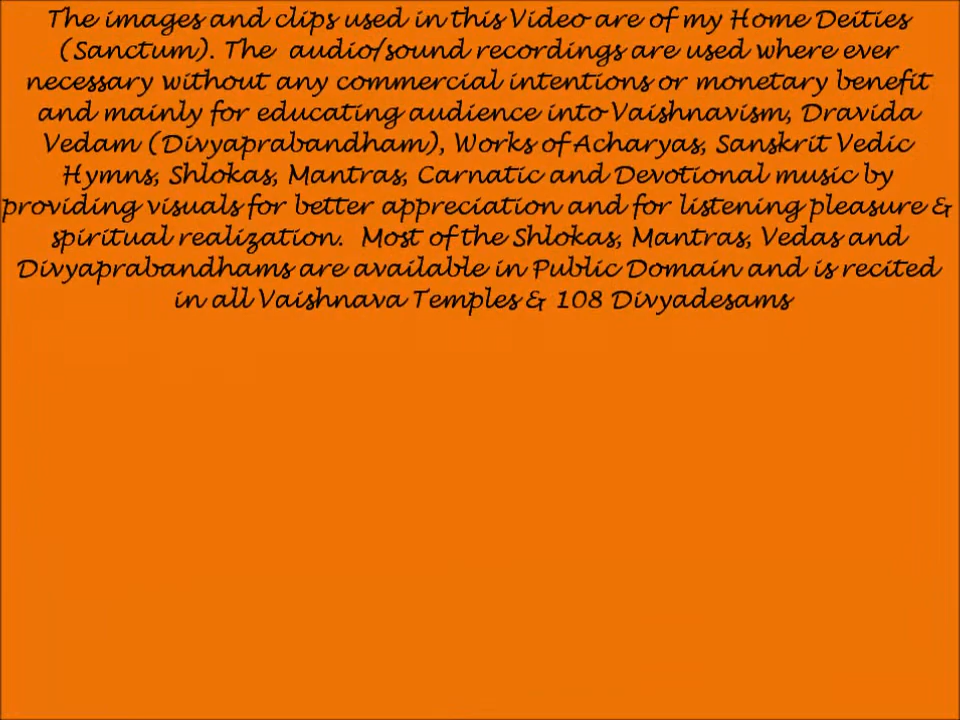 The images and clips used in this Video are of my Home Deities
(Sanctum). The  audio/sound recordings are used where ever
necessary without any commercial intentions or monetary benefit
and mainly for educating audience into Vaishnavism, Dravida
Vedam (Divyaprabandham), Works of Acharyas, Sanskrit Vedic
Hymns, Shlokas, Mantras, Carnatic and Devotional music by
providing visuals for better appreciation and for listening pleasure &
spiritual realization.  Most of the Shlokas, Mantras, Vedas and
Divyaprabandhams are available in Public Domain and is recited
in all Vaishnava Temples & 108 Divyadesams